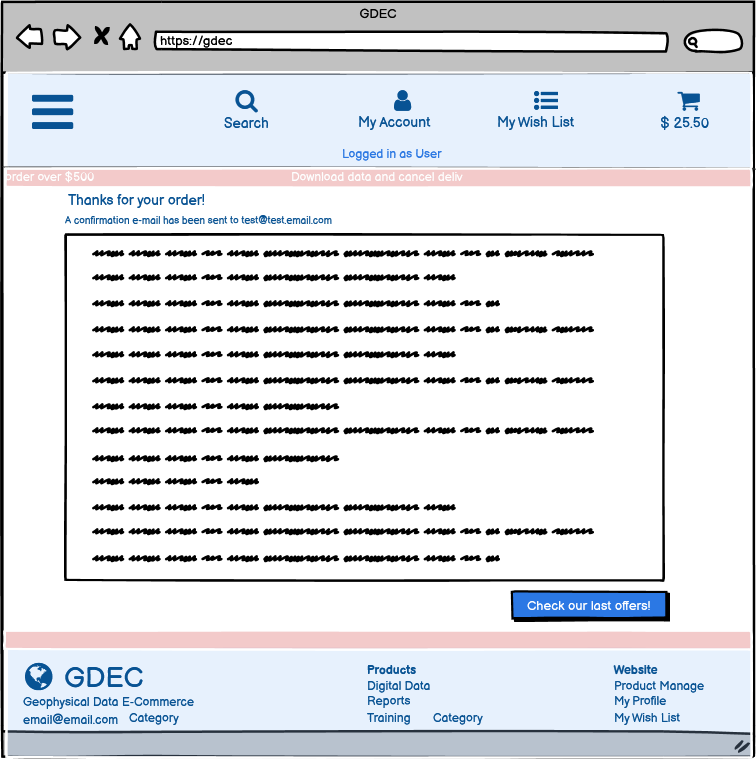 GDEC
https://gdec
Search
My Account
My Wish List
$ 25.50
Logged in as User
order over $500 Download data and cancel deliv
Thanks for your order!
A confirmation e-mail has been sent to test@test.email.com
Check our last offers!
GDEC
Geophysical Data E-Commerce
email@email.com Category
Products
Digital Data
Reports
Training Category
Website
Product Manage
My Profile
My Wish List